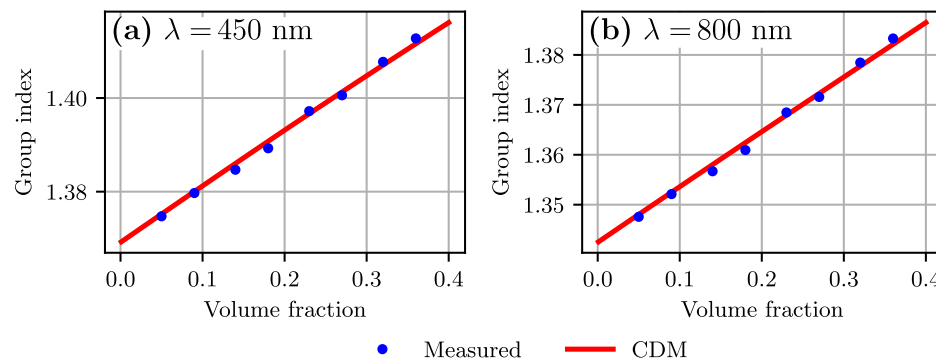 (a) λ = 450 nm
Group index
1.40
1.38
0.0 0.1 0.2 0.3 0.4
Volume fraction
(b) λ = 800 nm
Group index
1.38
1.37
1.36
1.35
0.0 0.1 0.2 0.3 0.4
Volume fraction
Measured CDM